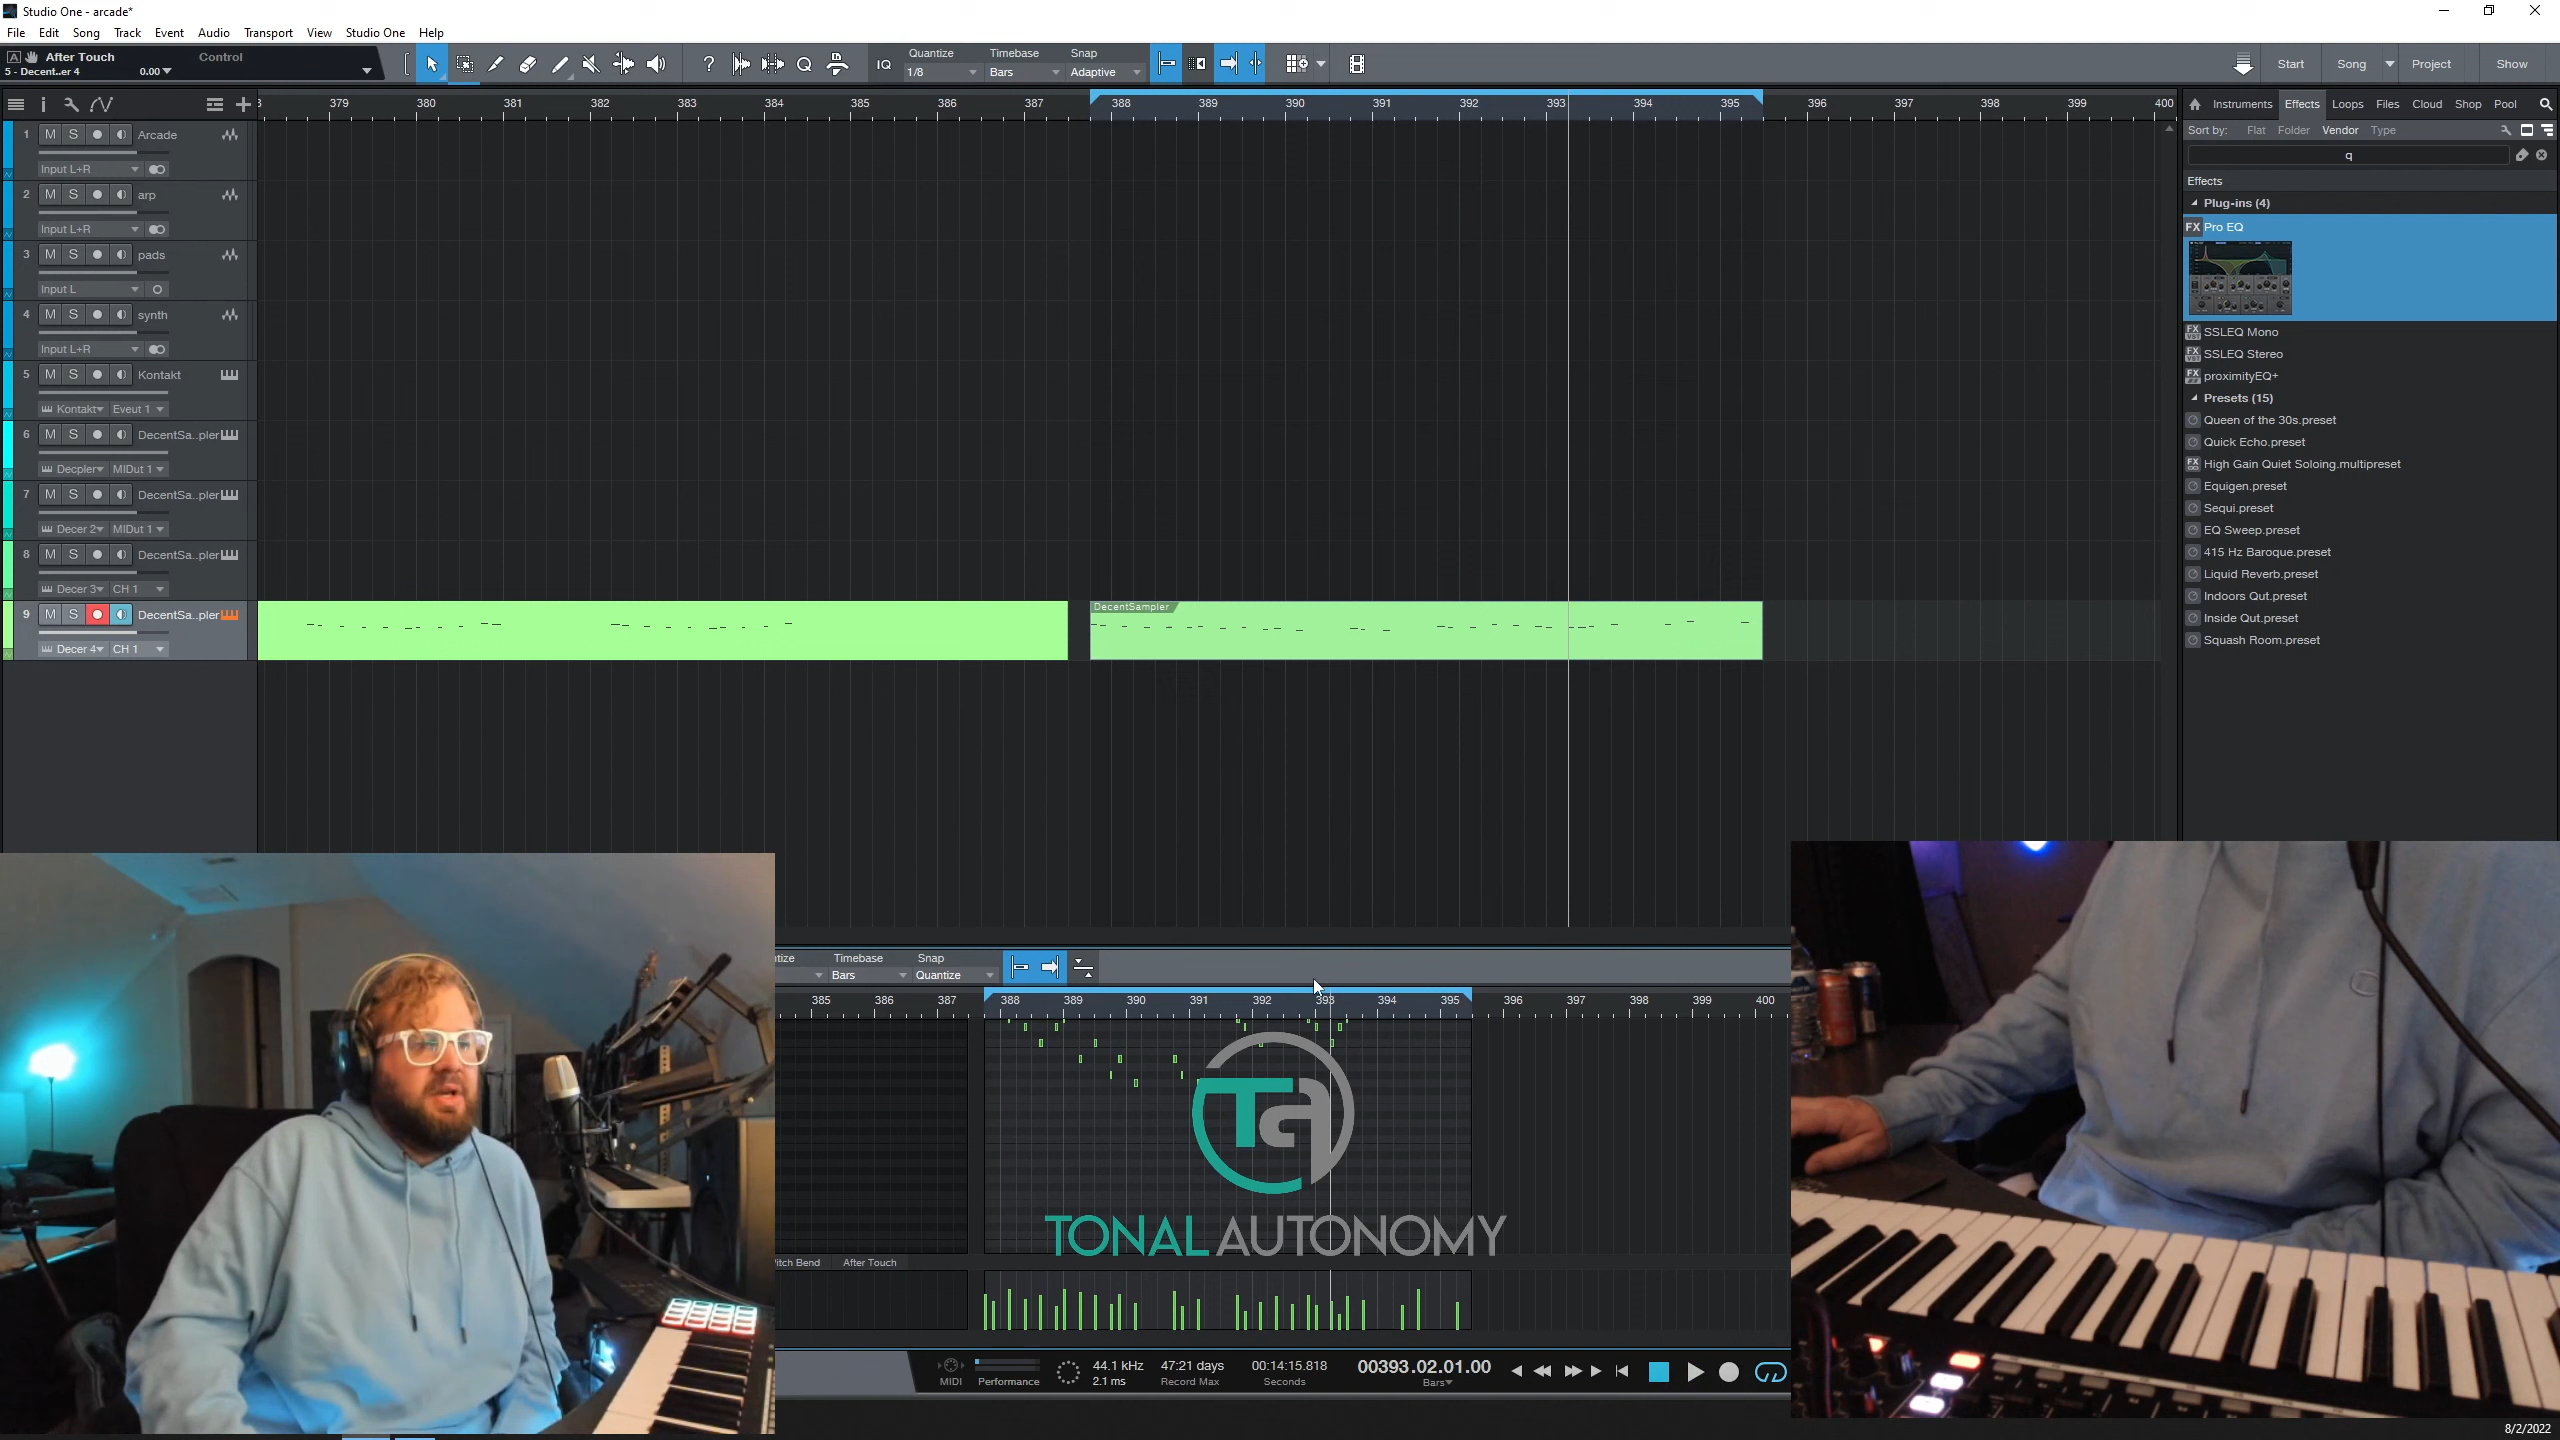 Studio One - arcade*
File Edit Song Track Event Audio Transport View Studio One Help
After Touch Control
5 - Decent..er 4 0.00
IQ Quantize 1/8 Timebase Bars Snap Adaptive
Start Song Project Show
379 380 381 382 383 384 385 386 387 388 389 390 391 392 393 394 395 396 397 398 399 400
1 M S Arcade
Input L+R
2 M S arp
Input L+R
3 M S pads
Input L
4 M S synth
Input L+R
5 M S Kontakt
Kontakt Eveut 1
6 M S DecentSa..pler
Decpler MIDut 1
7 M S DecentSa..pler
Decer 2 MIDut 1
8 M S DecentSa..pler
Decer 3 CH 1
9 M S DecentSa..pler
Decer 4 CH 1
DecentSampler
Instruments Effects Loops Files Cloud Shop Pool
Sort by: Flat Folder Vendor Type
q
Effects
Plug-ins (4)
FX Pro EQ
FX VST SSLEQ Mono
FX VST SSLEQ Stereo
FX proximityEQ+
Presets (15)
Queen of the 30s.preset
Quick Echo.preset
FX High Gain Quiet Soloing.multipreset
Equigen.preset
Sequi.preset
EQ Sweep.preset
415 Hz Baroque.preset
Liquid Reverb.preset
Indoors Qut.preset
Inside Qut.preset
Squash Room.preset
tize Timebase Snap
Bars Quantize
385 386 387 388 389 390 391 392 393 394 395 396 397 398 399 400
Ta
TONAL AUTONOMY
itch Bend After Touch
MIDI Performance
44.1 kHz
2.1 ms
47:21 days
Record Max
00:14:15.818
Seconds
00393.02.01.00
Bars
8/2/2022